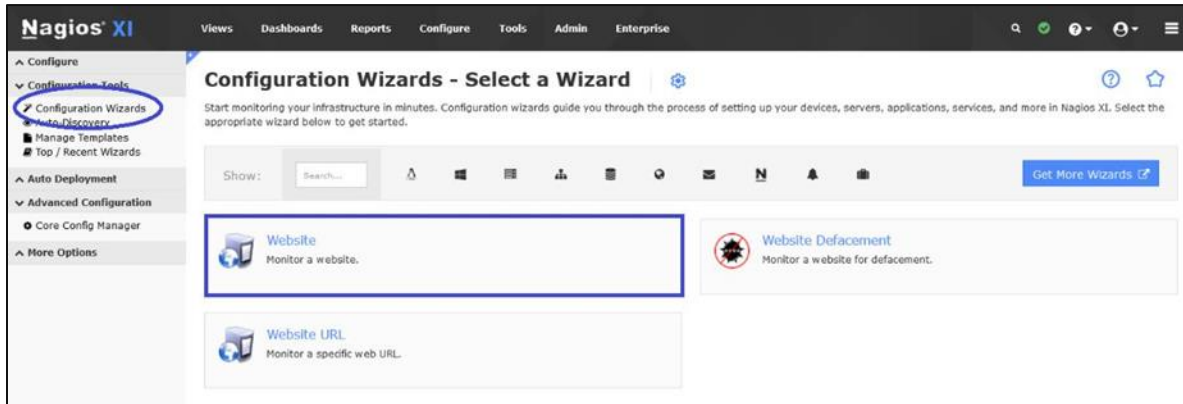 Nagios® XI
Views Dashboards Reports Configure Tools Admin Enterprise
Configure
Configuration Tools
Configuration Wizards
Auto-Discovery
Manage Templates
Top / Recent Wizards
Auto Deployment
Advanced Configuration
Core Config Manager
More Options
Configuration Wizards - Select a Wizard
Start monitoring your infrastructure in minutes. Configuration wizards guide you through the process of setting up your devices, servers, applications, services, and more in Nagios XI. Select the
appropriate wizard below to get started.
Show: Search... N Get More Wizards
Website
Monitor a website.
Website Defacement
Monitor a website for defacement.
Website URL
Monitor a specific web URL.